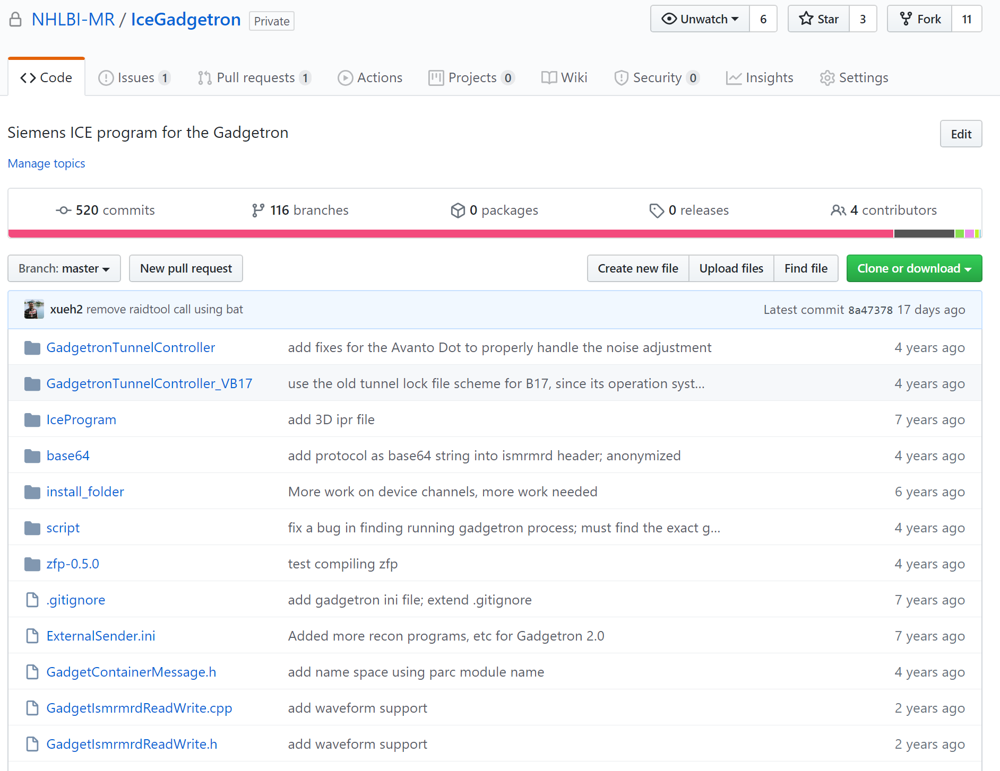 NHLBI-MR / IceGadgetron Private Unwatch 6 Star 3 Fork 11
Code Issues 1 Pull requests 1 Actions Projects 0 Wiki Security 0 Insights Settings
Siemens ICE program for the Gadgetron Edit
Manage topics
520 commits 116 branches 0 packages 0 releases 4 contributors
Branch: master New pull request Create new file Upload files Find file Clone or download
xueh2 remove raidtool call using bat Latest commit 8a47378 17 days ago
GadgetronTunnelController add fixes for the Avanto Dot to properly handle the noise adjustment 4 years ago
GadgetronTunnelController_VB17 use the old tunnel lock file scheme for B17, since its operation syst... 4 years ago
IceProgram add 3D ipr file 7 years ago
base64 add protocol as base64 string into ismrmrd header; anonymized 4 years ago
install_folder More work on device channels, more work needed 6 years ago
script fix a bug in finding running gadgetron process; must find the exact g... 4 years ago
zfp-0.5.0 test compiling zfp 4 years ago
.gitignore add gadgetron ini file; extend .gitignore 7 years ago
ExternalSender.ini Added more recon programs, etc for Gadgetron 2.0 7 years ago
GadgetContainerMessage.h add name space using parc module name 4 years ago
GadgetIsmrmrdReadWrite.cpp add waveform support 2 years ago
GadgetIsmrmrdReadWrite.h add waveform support 2 years ago